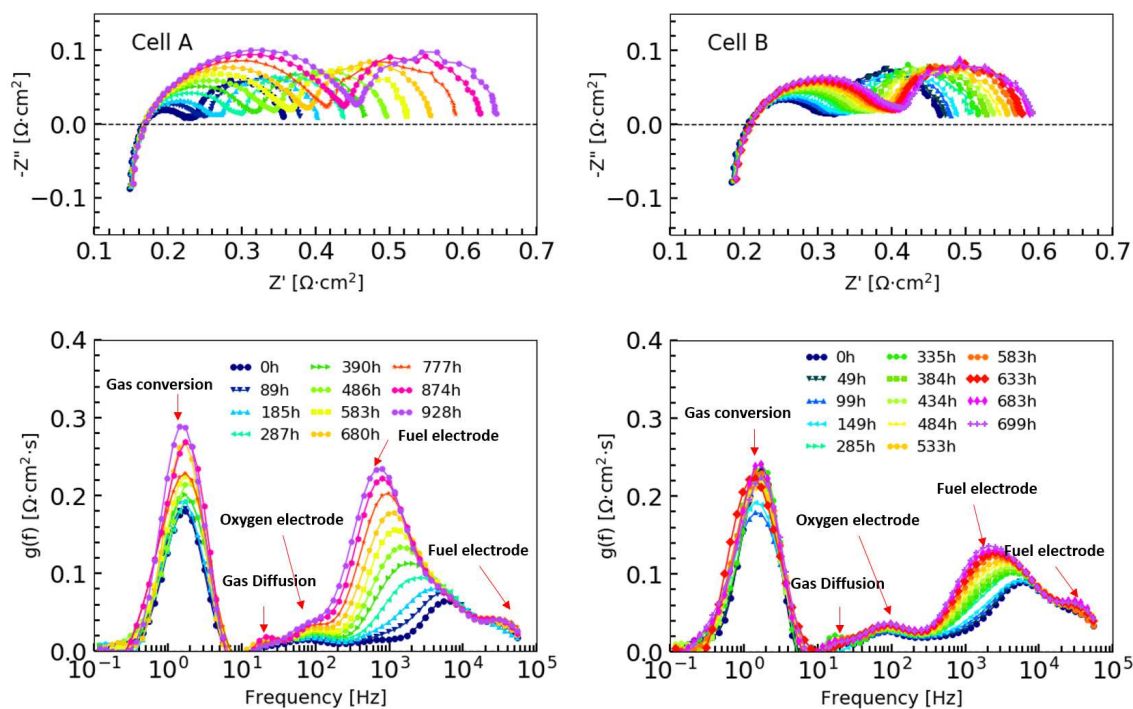 Cell A
0.1
0.0
−0.1
-Z" [Ω·cm²]
0.1 0.2 0.3 0.4 0.5 0.6 0.7
Z' [Ω·cm²]
Cell B
0.1
0.0
−0.1
-Z" [Ω·cm²]
0.1 0.2 0.3 0.4 0.5 0.6 0.7
Z' [Ω·cm²]
0.4
0.3
0.2
0.1
0.0
g(f) [Ω·cm²·s]
Gas conversion
0h 390h 777h
89h 486h 874h
185h 583h 928h
287h 680h
Fuel electrode
Oxygen electrode
Fuel electrode
Gas Diffusion
10⁻¹ 10⁰ 10¹ 10² 10³ 10⁴ 10⁵
Frequency [Hz]
0.4
0.3
0.2
0.1
0.0
g(f) [Ω·cm²·s]
0h 335h 583h
49h 384h 633h
99h 434h 683h
149h 484h 699h
285h 533h
Gas conversion
Fuel electrode
Oxygen electrode
Fuel electrode
Gas Diffusion
10⁻¹ 10⁰ 10¹ 10² 10³ 10⁴ 10⁵
Frequency [Hz]